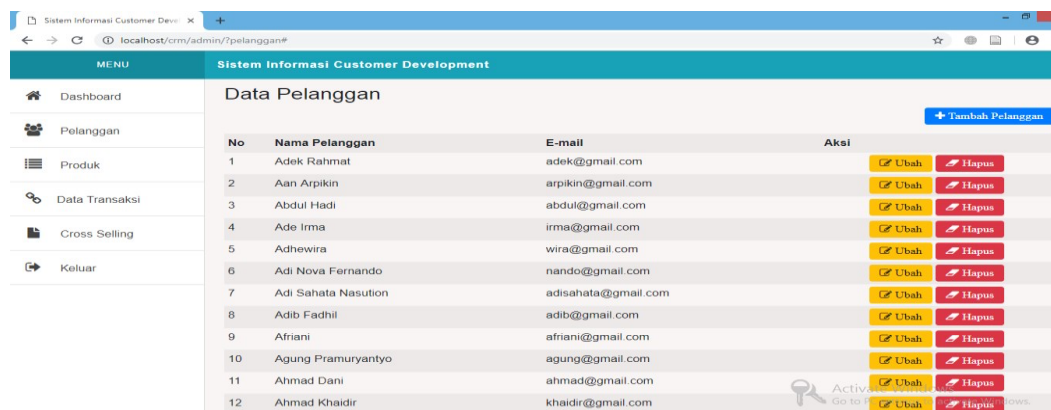 Sistem Informasi Customer Deve
localhost/crm/admin/?pelanggan#
MENU
Sistem Informasi Customer Development
Dashboard
Pelanggan
Produk
Data Transaksi
Cross Selling
Keluar
Data Pelanggan
Tambah Pelanggan
No Nama Pelanggan E-mail Aksi
1 Adek Rahmat adek@gmail.com Ubah Hapus
2 Aan Arpikin arpikin@gmail.com Ubah Hapus
3 Abdul Hadi abdul@gmail.com Ubah Hapus
4 Ade Irma irma@gmail.com Ubah Hapus
5 Adhewira wira@gmail.com Ubah Hapus
6 Adi Nova Fernando nando@gmail.com Ubah Hapus
7 Adi Sahata Nasution adisahata@gmail.com Ubah Hapus
8 Adib Fadhil adib@gmail.com Ubah Hapus
9 Afriani afriani@gmail.com Ubah Hapus
10 Agung Pramuryantyo agung@gmail.com Ubah Hapus
11 Ahmad Dani ahmad@gmail.com Ubah Hapus
12 Ahmad Khaidir khaidir@gmail.com Ubah Hapus
Activate Windows
Go to Windows.